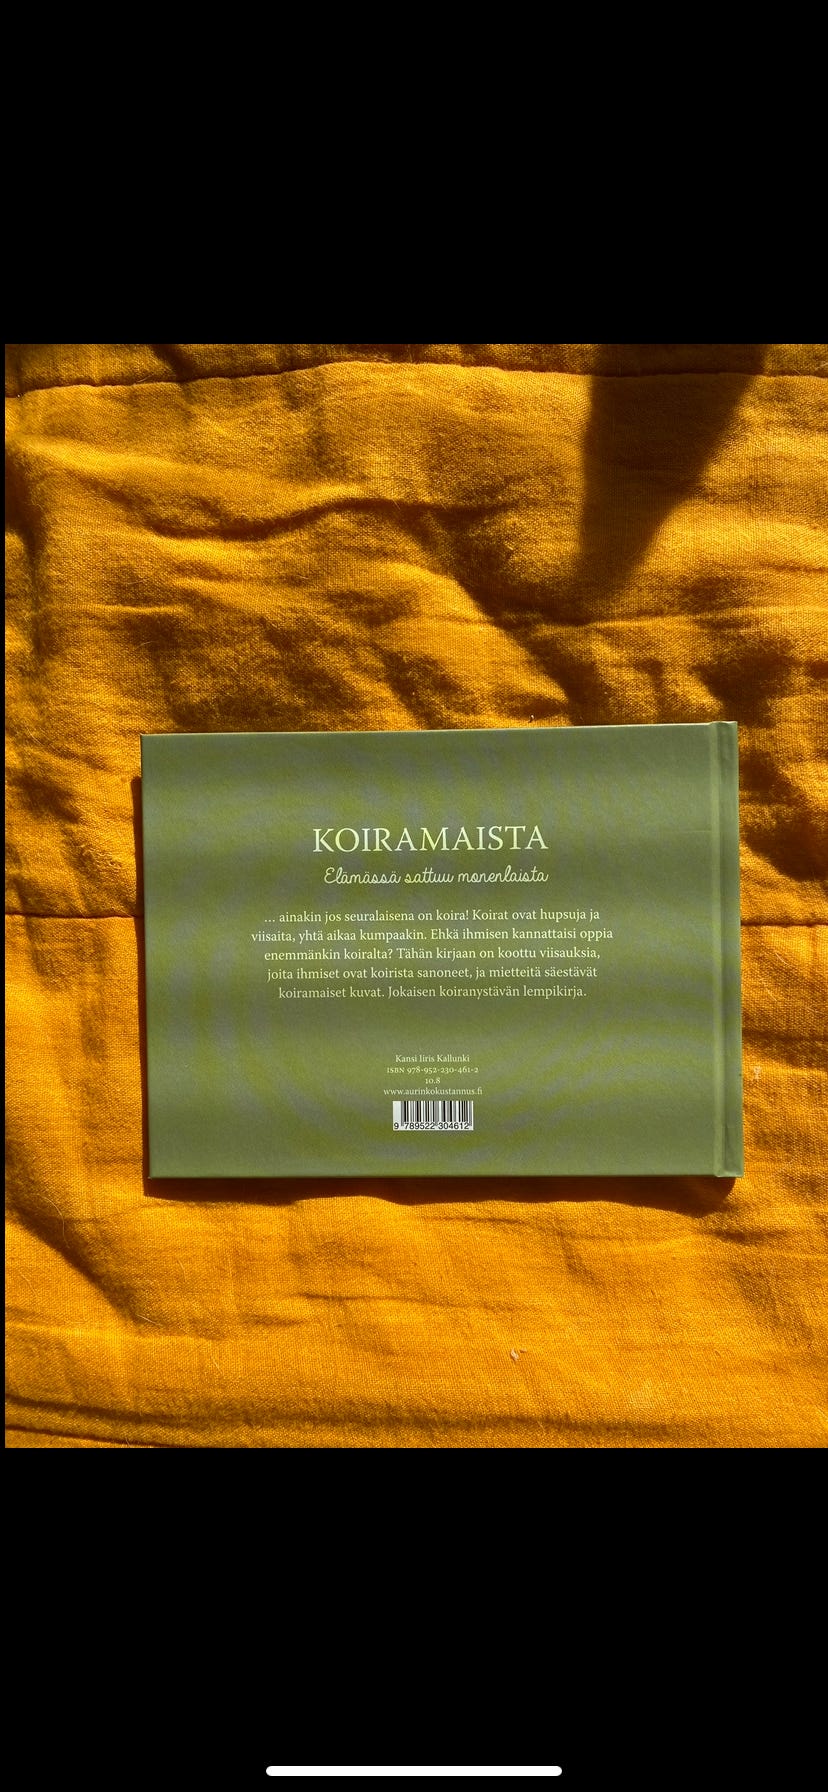 KOIRAMAISTA
Elämässä sattuu monenlaista
... ainakin jos seuralaisena on koira! Koirat ovat hupsuja ja
viisaita, yhtä aikaa kumpaakin. Ehkä ihmisen kannattaisi oppia
enemmänkin koiralta? Tähän kirjaan on koottu viisauksia,
joita ihmiset ovat koirista sanoneet, ja mietteitä säestävät
koiramaiset kuvat. Jokaisen koiranystävän lempikirja.
Kansi Iiris Kallunki
ISBN 978-952-230-461-2
10.8
www.aurinkokustannus.fi
9 789522 304612